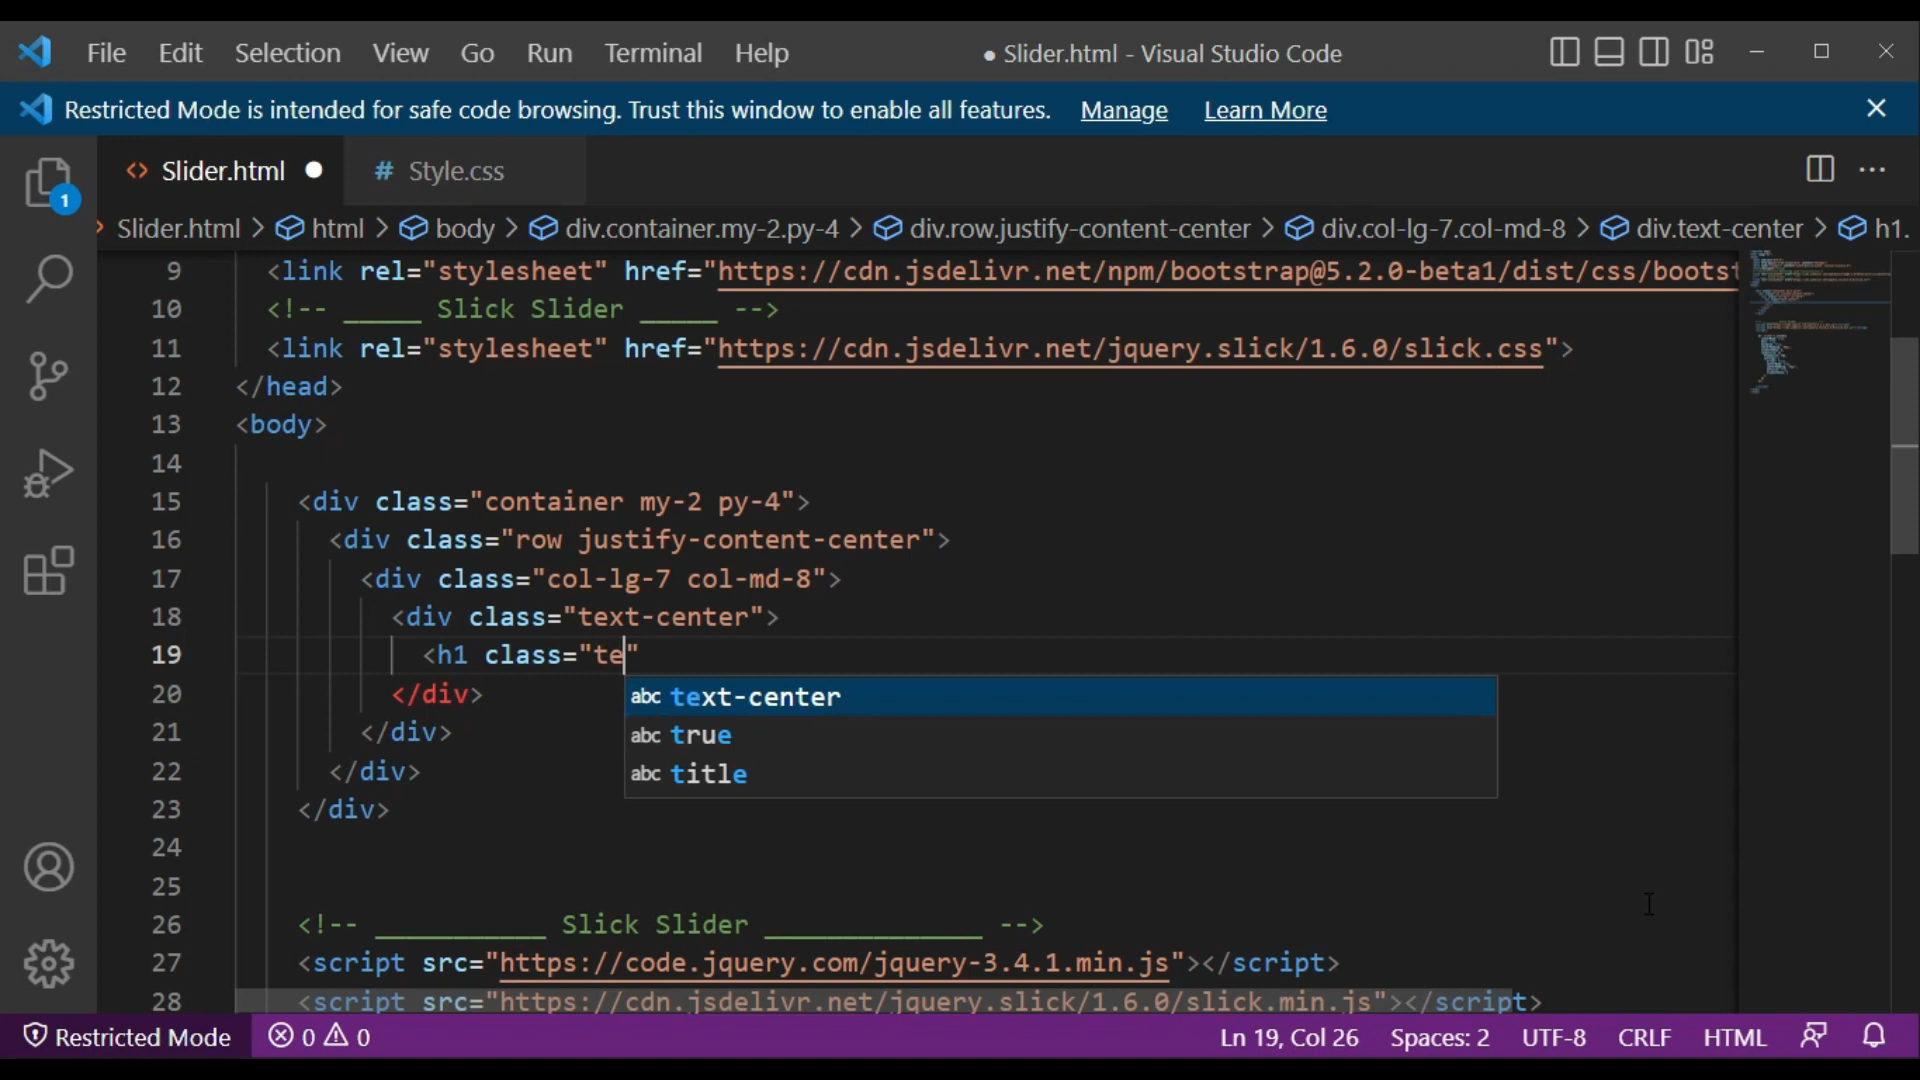 File Edit Selection View Go Run Terminal Help ● Slider.html - Visual Studio Code
Restricted Mode is intended for safe code browsing. Trust this window to enable all features. Manage Learn More
Slider.html ● # Style.css
1
Slider.html > html > body > div.container.my-2.py-4 > div.row.justify-content-center > div.col-lg-7.col-md-8 > div.text-center > h1.
9 <link rel="stylesheet" href="https://cdn.jsdelivr.net/npm/bootstrap@5.2.0-beta1/dist/css/bootst
10 <!-- _____ Slick Slider _____ -->
11 <link rel="stylesheet" href="https://cdn.jsdelivr.net/jquery.slick/1.6.0/slick.css">
12 </head>
13 <body>
14
15 <div class="container my-2 py-4">
16 <div class="row justify-content-center">
17 <div class="col-lg-7 col-md-8">
18 <div class="text-center">
19 <h1 class="te"
20 </div>
abc text-center
21 </div>
abc true
22 </div>
abc title
23 </div>
24
25
26 <!-- ___________ Slick Slider ______________ -->
27 <script src="https://code.jquery.com/jquery-3.4.1.min.js"></script>
28 <script src="https://cdn.jsdelivr.net/jquery.slick/1.6.0/slick.min.js"></script>
Restricted Mode 0 0 Ln 19, Col 26 Spaces: 2 UTF-8 CRLF HTML